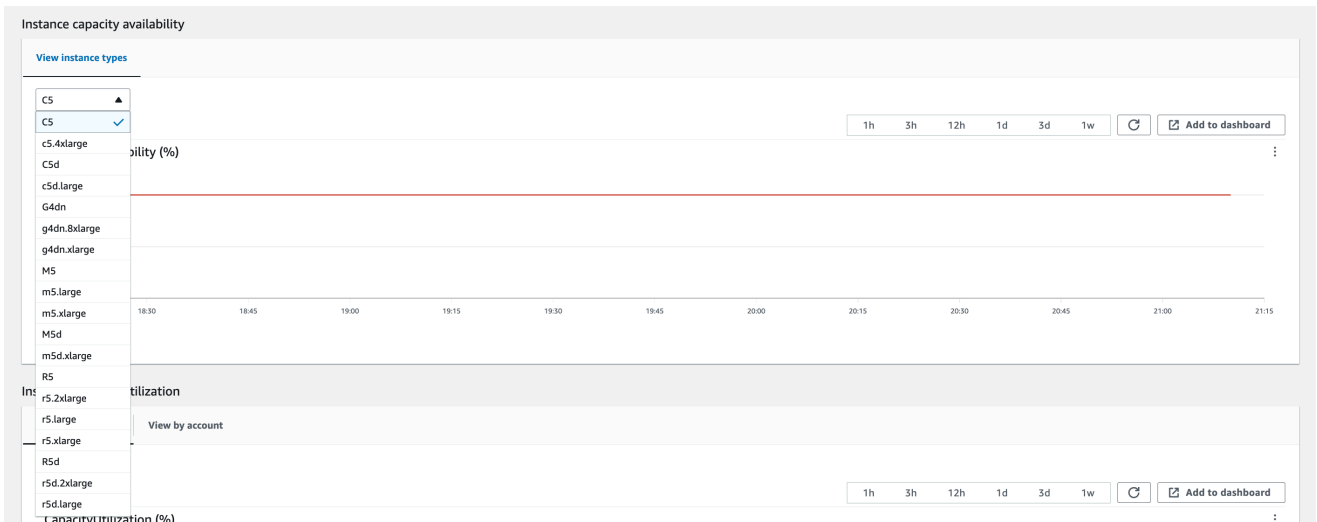 Instance capacity availability
View instance types
C5
C5
c5.4xlarge
C5d
c5d.large
G4dn
g4dn.8xlarge
g4dn.xlarge
M5
m5.large
m5.xlarge
M5d
m5d.xlarge
R5
r5.2xlarge
r5.large
r5.xlarge
R5d
r5d.2xlarge
r5d.large
1h 3h 12h 1d 3d 1w Add to dashboard
bility (%)
18:30 18:45 19:00 19:15 19:30 19:45 20:00 20:15 20:30 20:45 21:00 21:15
Ins tilization
View by account
1h 3h 12h 1d 3d 1w Add to dashboard
CapacityUtilization (%)